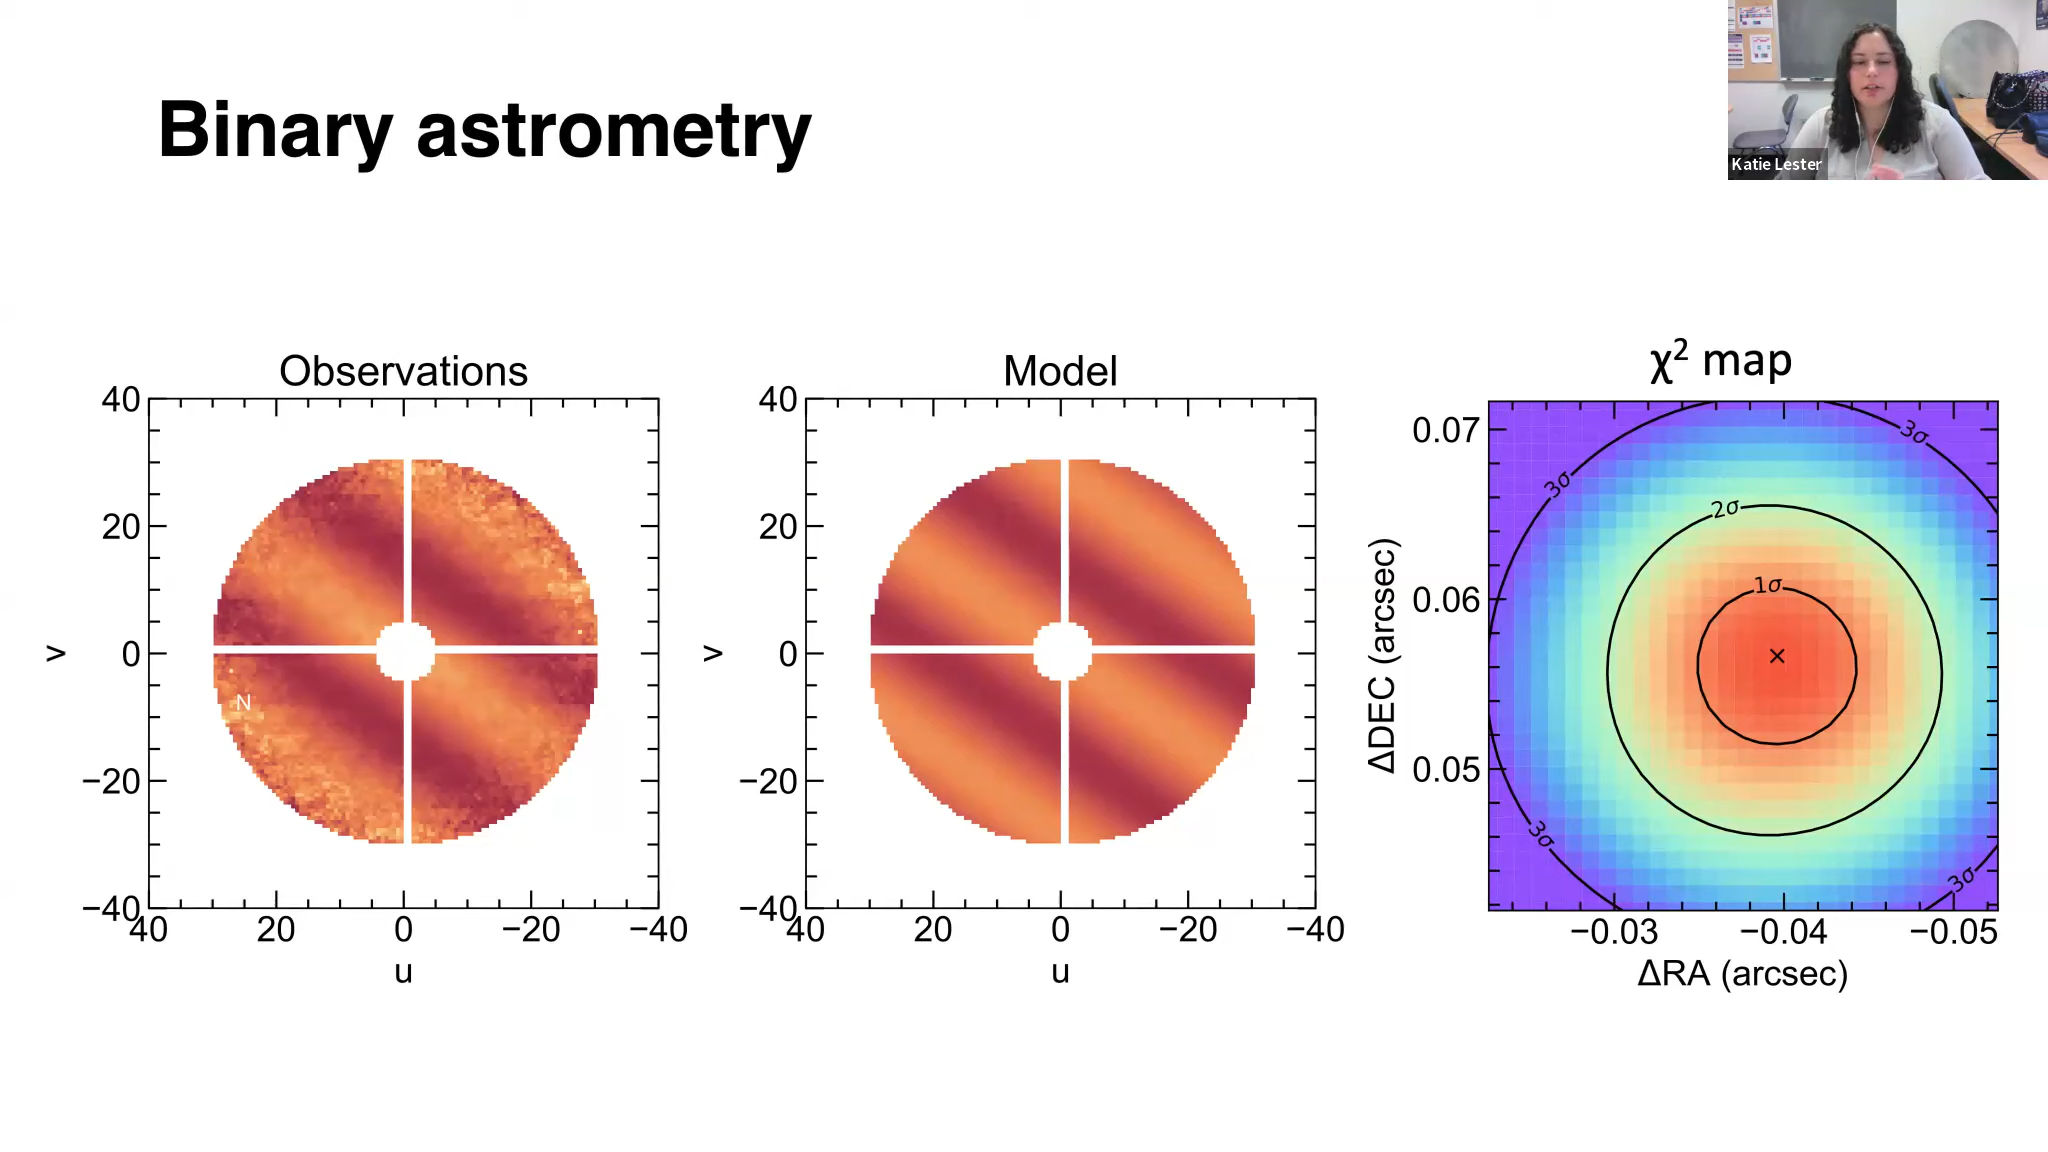 Binary astrometry
Katie Lester
Observations
40
20
0
−20
−40
v
N
40 20 0 −20 −40
u
Model
40
20
0
−20
−40
v
40 20 0 −20 −40
u
χ² map
0.07
0.06
0.05
ΔDEC (arcsec)
3σ
3σ
2σ
1σ
×
3σ
3σ
−0.03 −0.04 −0.05
ΔRA (arcsec)